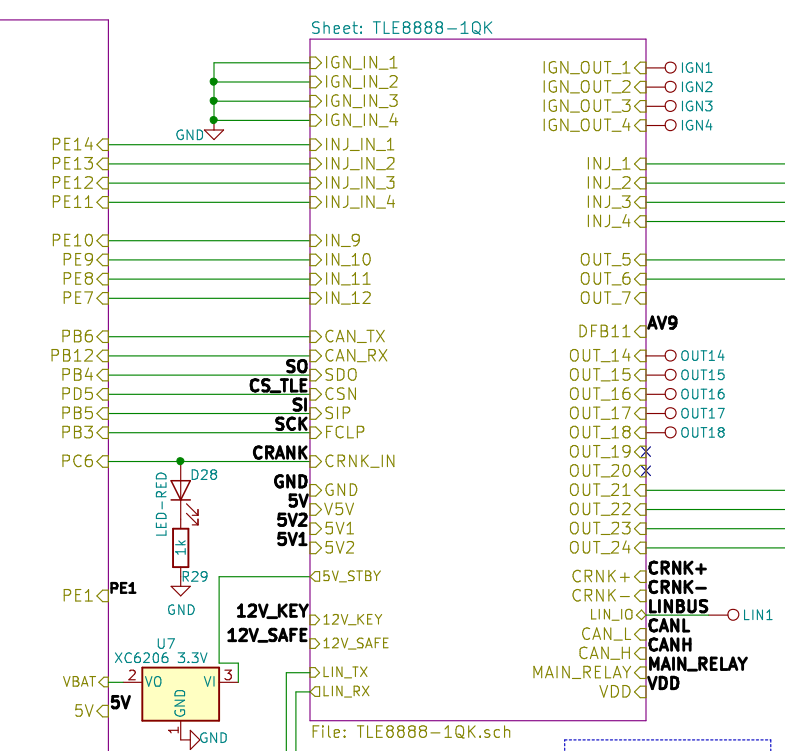 Sheet: TLE8888-1QK
IGN_IN_1
IGN_IN_2
IGN_IN_3
IGN_IN_4
GND
IGN_OUT_1 IGN1
IGN_OUT_2 IGN2
IGN_OUT_3 IGN3
IGN_OUT_4 IGN4
PE14 INJ_IN_1
PE13 INJ_IN_2 INJ_1
PE12 INJ_IN_3 INJ_2
PE11 INJ_IN_4 INJ_3
INJ_4
PE10 IN_9
PE9 IN_10 OUT_5
PE8 IN_11 OUT_6
PE7 IN_12 OUT_7
DFB11 AV9
PB6 CAN_TX
PB12 CAN_RX OUT_14 OUT14
SO
PB4 SDO OUT_15 OUT15
CS_TLE
PD5 CSN OUT_16 OUT16
SI
PB5 SIP OUT_17 OUT17
SCK
PB3 FCLP OUT_18 OUT18
OUT_19
CRANK
PC6 CRNK_IN
OUT_20
D28
LED-RED
GND
GND OUT_21
5V
V5V OUT_22
5V2
5V1 OUT_23
5V1
5V2 OUT_24
1k
R29
GND
5V_STBY CRNK+ CRNK+
PE1 PE1
CRNK- CRNK-
12V_KEY
12V_KEY
LIN_IO LINBUS LIN1
12V_SAFE
12V_SAFE
CAN_L CANL
CAN_H CANH
U7
XC6206 3.3V
LIN_TX MAIN_RELAY MAIN_RELAY
VBAT 2 VO VI 3
LIN_RX VDD VDD
5V 5V
GND
1
GND
File: TLE8888-1QK.sch